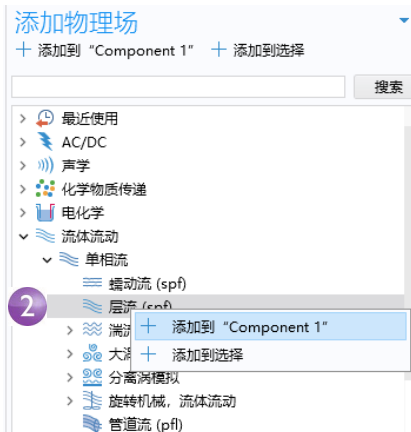 添加物理场
添加到“Component 1” 添加到选择
搜索
最近使用
AC/DC
声学
化学物质传递
电化学
流体流动
单相流
蠕动流 (spf)
2 层流 (spf)
添加到“Component 1”
添加到选择
分离涡模拟
旋转机械，流体流动
管道流 (pfl)